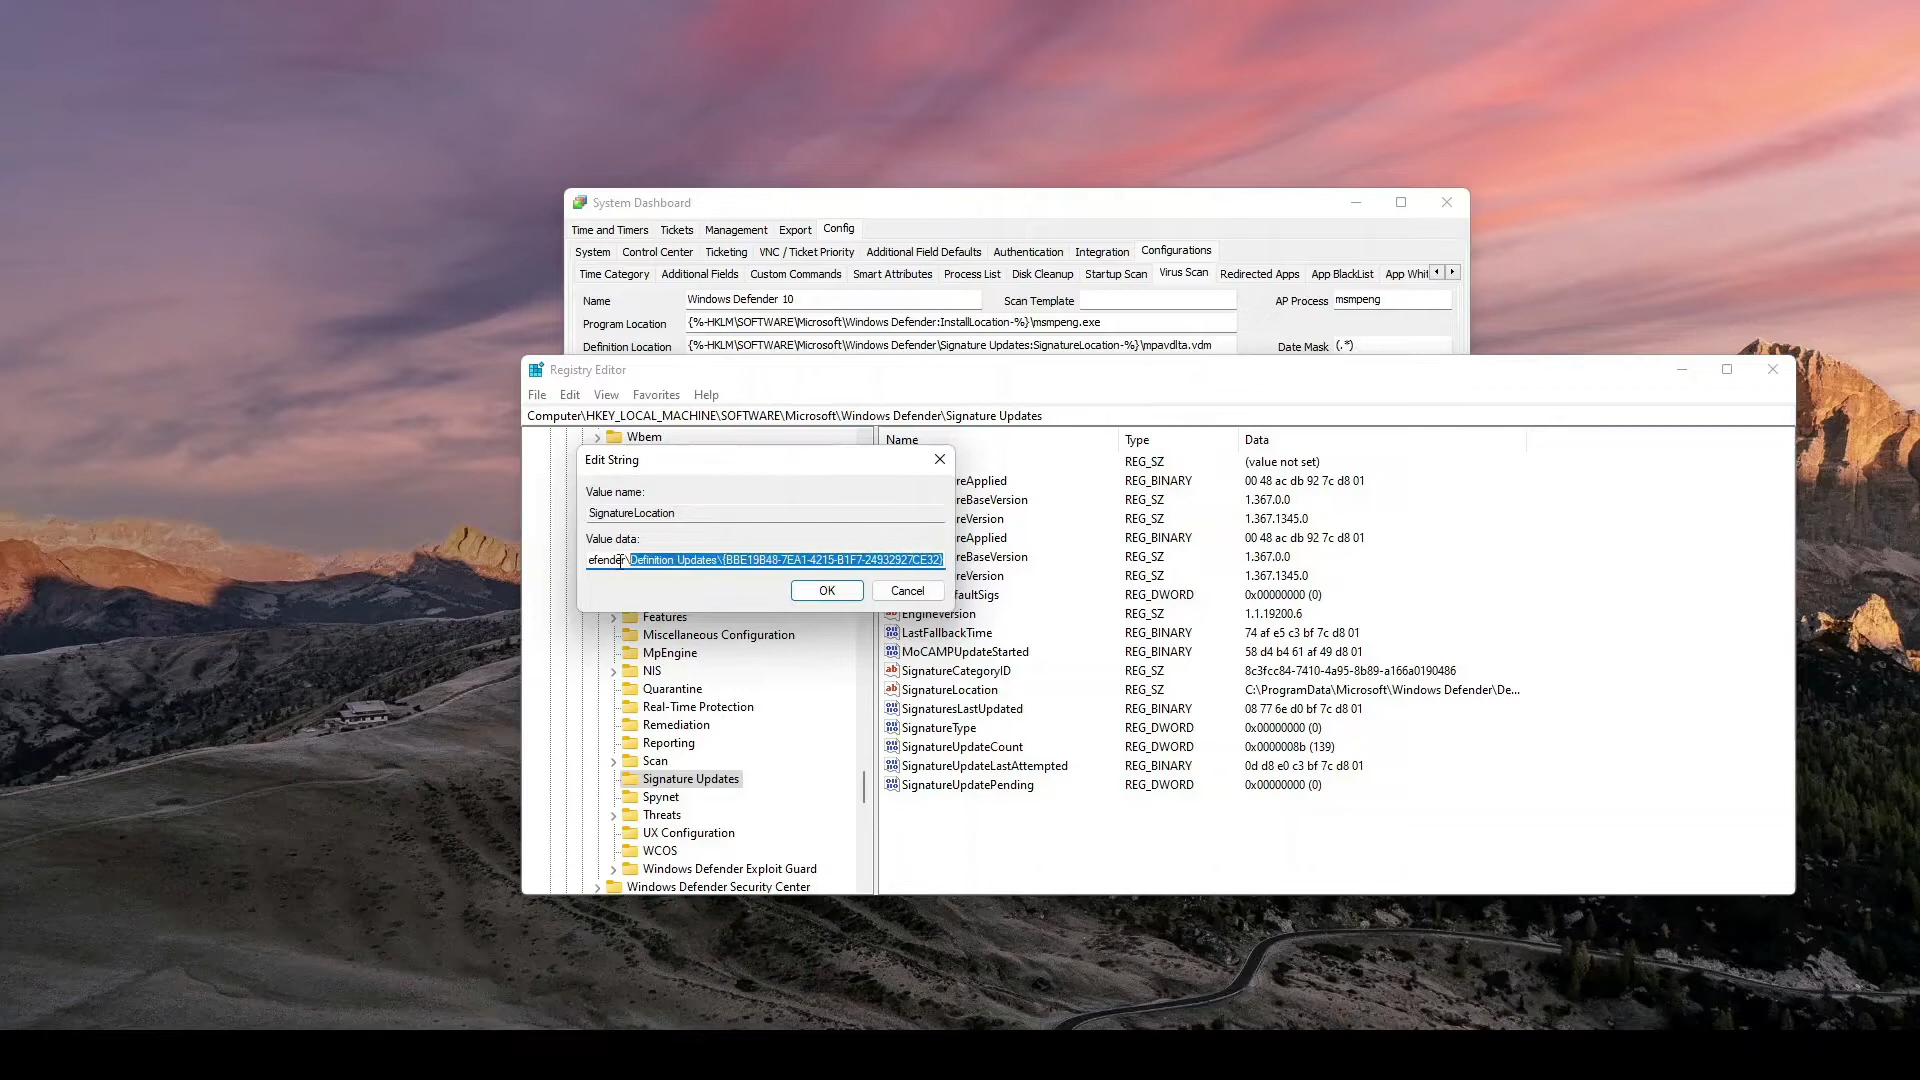 System Dashboard
Time and Timers Tickets Management Export Config
System Control Center Ticketing VNC / Ticket Priority Additional Field Defaults Authentication Integration Configurations
Time Category Additional Fields Custom Commands Smart Attributes Process List Disk Cleanup Startup Scan Virus Scan Redirected Apps App BlackList App Whit
Name Windows Defender 10 Scan Template AP Process msmpeng
Program Location {%-HKLM\SOFTWARE\Microsoft\Windows Defender:InstallLocation-%}\msmpeng.exe
Definition Location {%-HKLM\SOFTWARE\Microsoft\Windows Defender\Signature Updates:SignatureLocation-%}\mpavdlta.vdm Date Mask (.*)
Registry Editor
File Edit View Favorites Help
Computer\HKEY_LOCAL_MACHINE\SOFTWARE\Microsoft\Windows Defender\Signature Updates
Wbem
Edit String
Value name:
SignatureLocation
Value data:
efender\Definition Updates\{BBE19B48-7EA1-4215-B1F7-24932927CE32}
OK Cancel
Features
Miscellaneous Configuration
MpEngine
NIS
Quarantine
Real-Time Protection
Remediation
Reporting
Scan
Signature Updates
Spynet
Threats
UX Configuration
WCOS
Windows Defender Exploit Guard
Windows Defender Security Center
Name Type Data
REG_SZ (value not set)
reApplied REG_BINARY 00 48 ac db 92 7c d8 01
reBaseVersion REG_SZ 1.367.0.0
reVersion REG_SZ 1.367.1345.0
reApplied REG_BINARY 00 48 ac db 92 7c d8 01
reBaseVersion REG_SZ 1.367.0.0
reVersion REG_SZ 1.367.1345.0
faultSigs REG_DWORD 0x00000000 (0)
EngineVersion REG_SZ 1.1.19200.6
LastFallbackTime REG_BINARY 74 af e5 c3 bf 7c d8 01
MoCAMPUpdateStarted REG_BINARY 58 d4 b4 61 af 49 d8 01
SignatureCategoryID REG_SZ 8c3fcc84-7410-4a95-8b89-a166a0190486
SignatureLocation REG_SZ C:\ProgramData\Microsoft\Windows Defender\De...
SignaturesLastUpdated REG_BINARY 08 77 6e d0 bf 7c d8 01
SignatureType REG_DWORD 0x00000000 (0)
SignatureUpdateCount REG_DWORD 0x0000008b (139)
SignatureUpdateLastAttempted REG_BINARY 0d d8 e0 c3 bf 7c d8 01
SignatureUpdatePending REG_DWORD 0x00000000 (0)